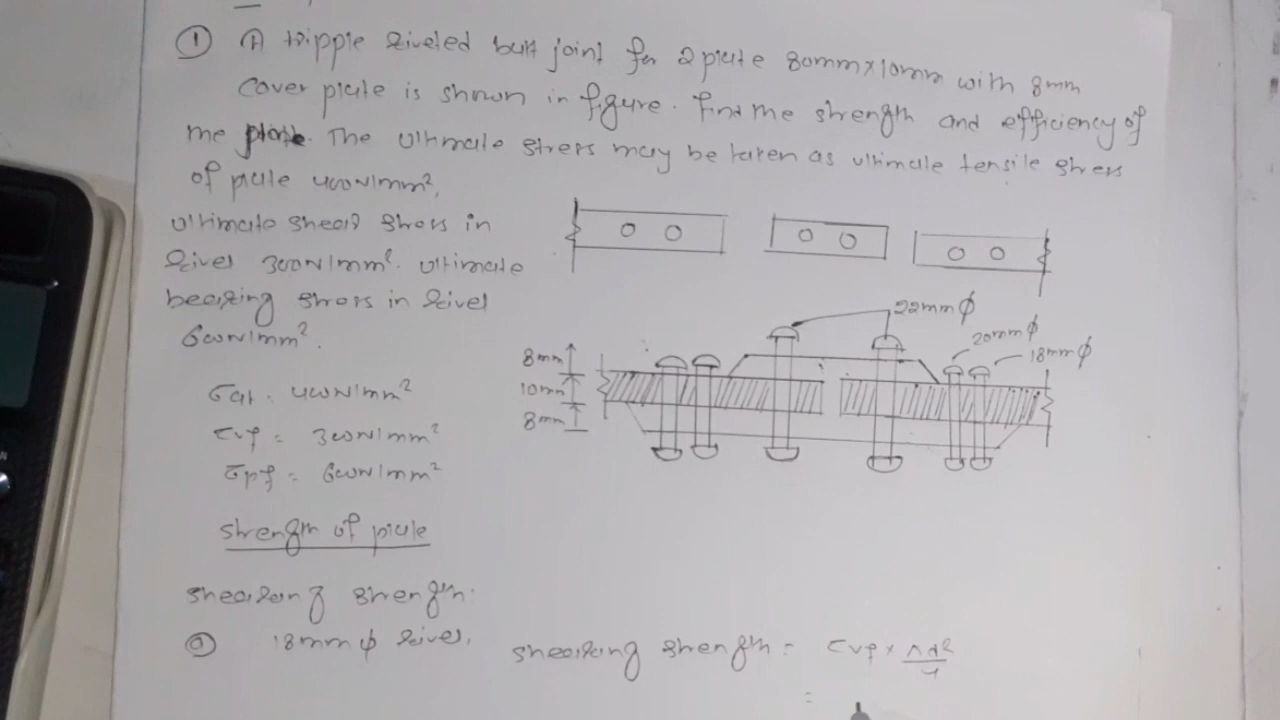 ① A tripple riveted butt joint for 2 plate 80mm×10mm with 8mm
Cover plate is shown in figure. Find the strength and efficiency of
the plate. The ultimate stress may be taken as ultimate tensile stress
of plate 400N/mm²,
ultimate shear stress in
rivet 300N/mm². ultimate
bearing stress in rivet
600N/mm².
22mm ϕ
20mm ϕ
18mm ϕ
8mm
10mm
8mm
σat = 400N/mm²
τvf = 300N/mm²
σpf = 600N/mm²
Strength of plate
Shearing strength:
ⓐ 18mm ϕ rivet, shearing strength = τvf × πd²/4
=